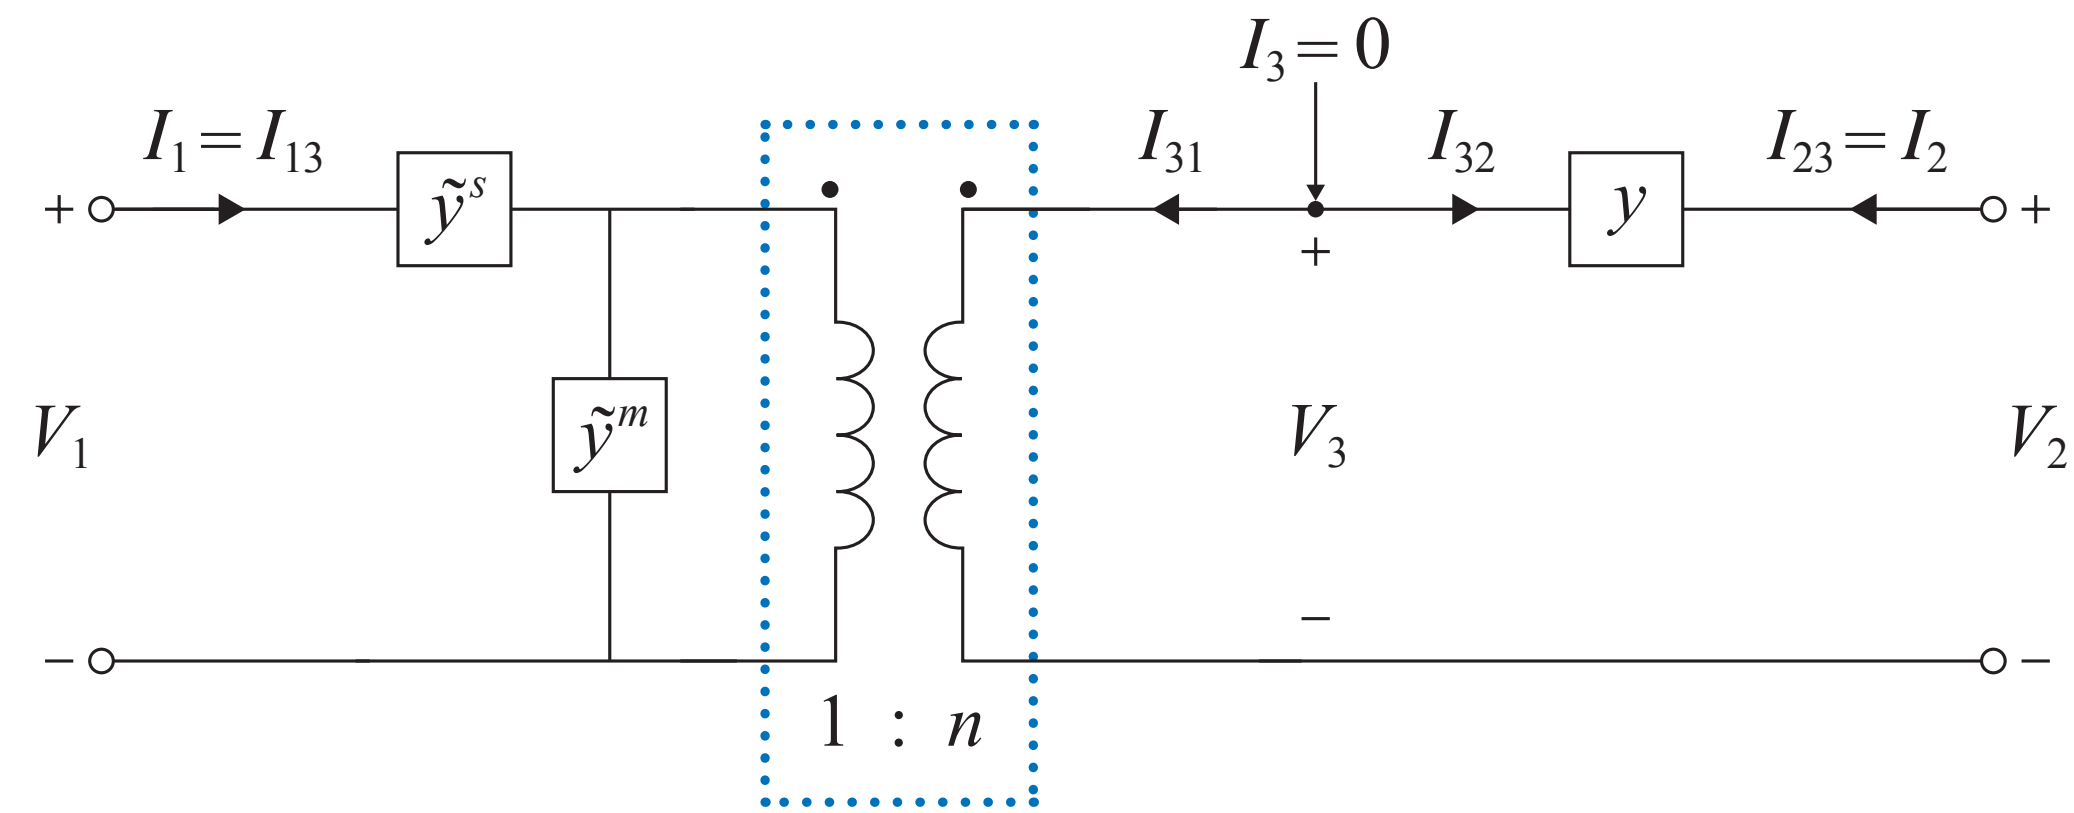 I₃ = 0
I₁ = I₁₃
I₃₁
I₃₂
I₂₃ = I₂
ỹˢ
y
+
+
+
ỹᵐ
V₁
V₃
V₂
−
−
−
1 : n